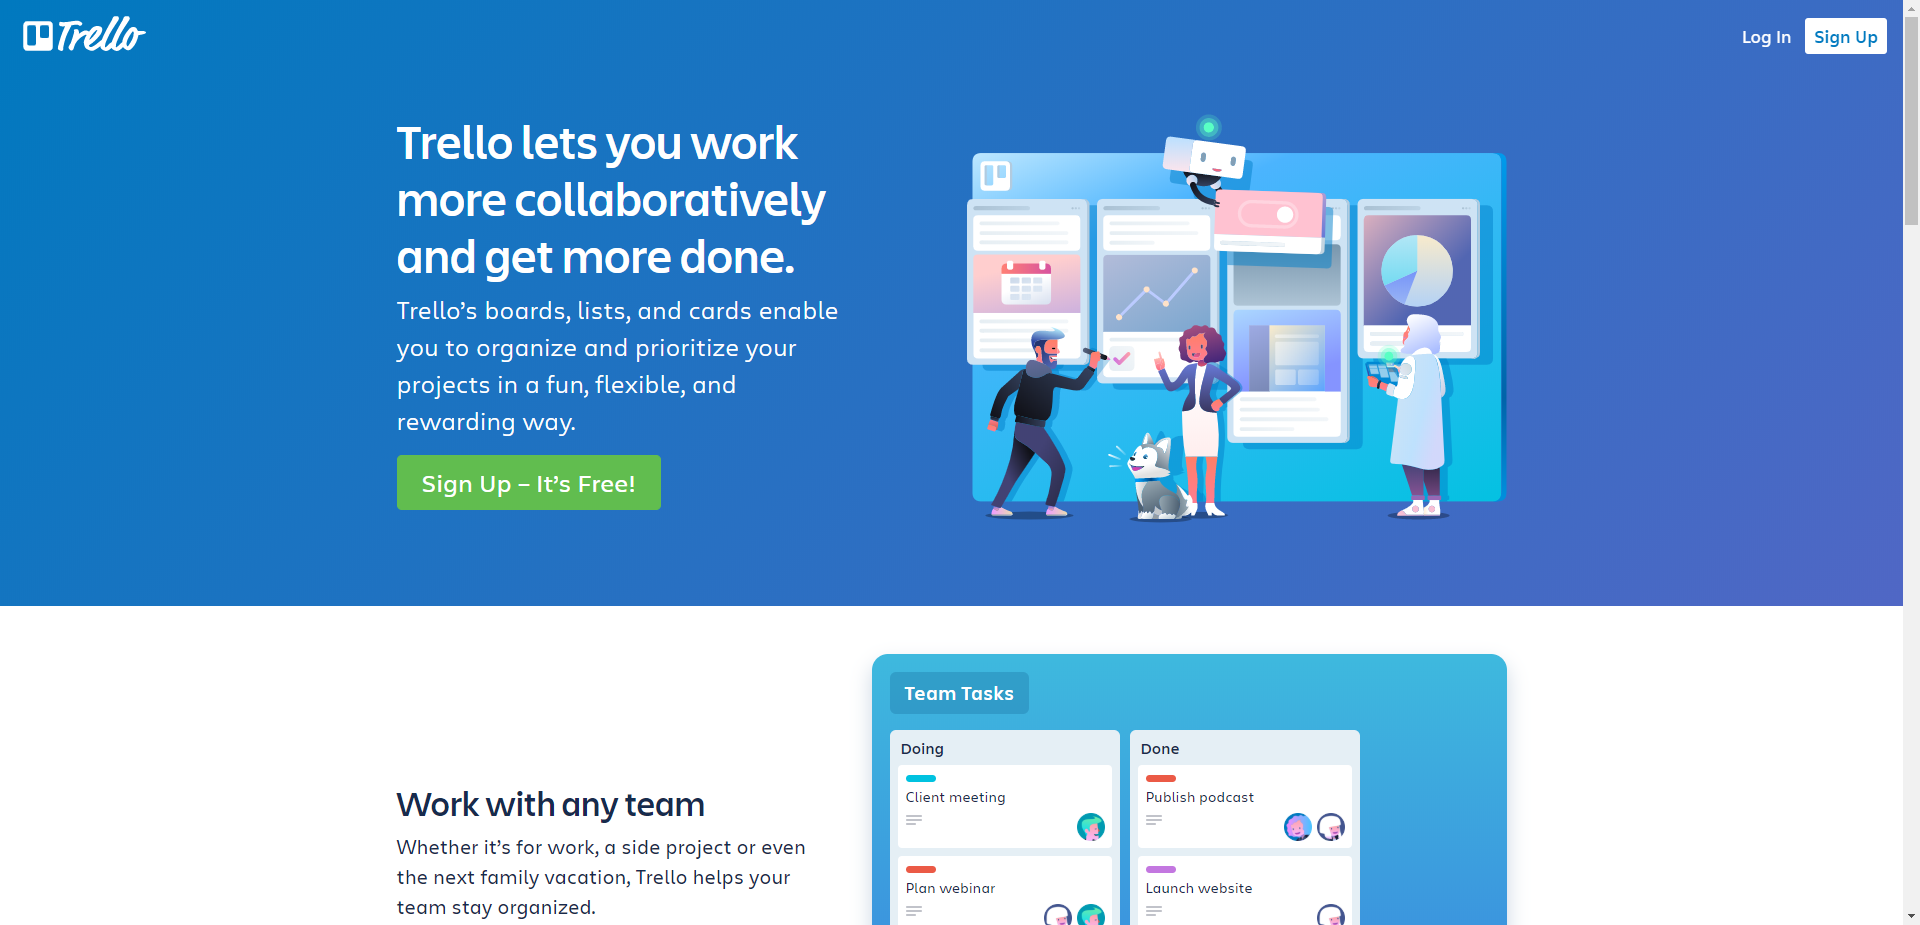 Trello
Log In
Sign Up
Trello lets you work
more collaboratively
and get more done.
Trello’s boards, lists, and cards enable
you to organize and prioritize your
projects in a fun, flexible, and
rewarding way.
Sign Up – It’s Free!
Work with any team
Whether it’s for work, a side project or even
the next family vacation, Trello helps your
team stay organized.
Team Tasks
Doing
Client meeting
Plan webinar
Done
Publish podcast
Launch website